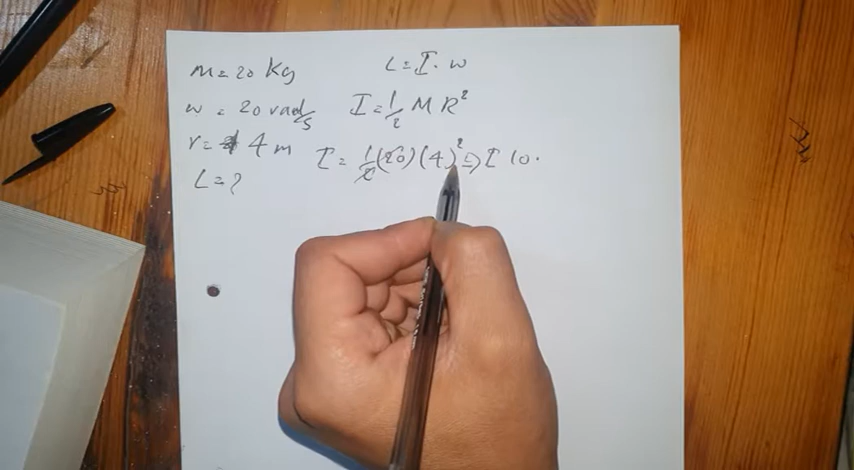 m = 20 Kg
L = I · w
w = 20 rad/s
I = 1/2 M R²
r = 4 m
I = 1/2 (20) (4)² => I 10 ·
L = ?